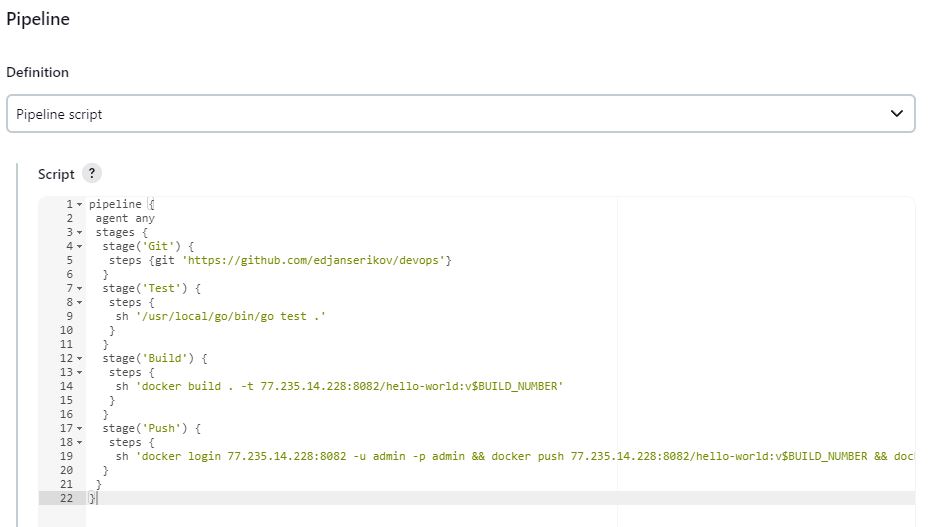 Pipeline
Definition
Pipeline script
Script ?
1 pipeline {
2 agent any
3 stages {
4 stage('Git') {
5 steps {git 'https://github.com/edjanserikov/devops'}
6 }
7 stage('Test') {
8 steps {
9 sh '/usr/local/go/bin/go test .'
10 }
11 }
12 stage('Build') {
13 steps {
14 sh 'docker build . -t 77.235.14.228:8082/hello-world:v$BUILD_NUMBER'
15 }
16 }
17 stage('Push') {
18 steps {
19 sh 'docker login 77.235.14.228:8082 -u admin -p admin && docker push 77.235.14.228:8082/hello-world:v$BUILD_NUMBER && doc
20 }
21 }
22 }